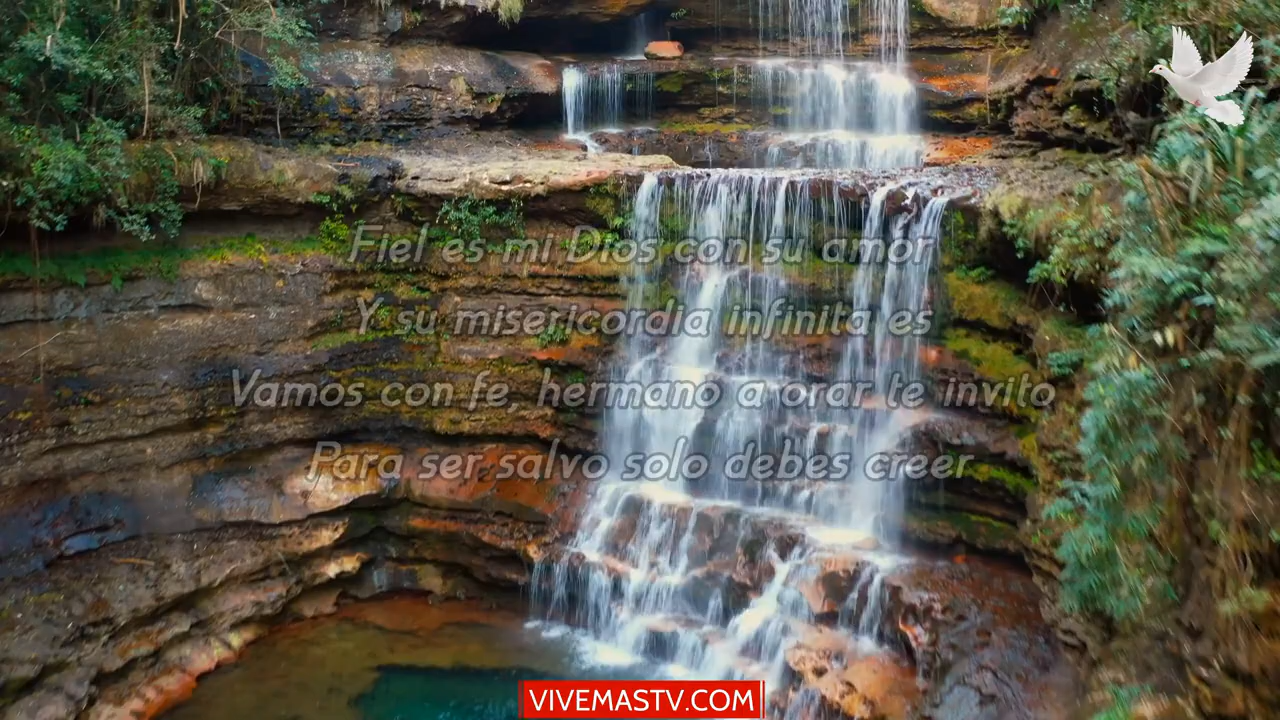 Fiel es mi Dios con su amor
Y su misericordia infinita es
Vamos con fe, hermano a orar te invito
Para ser salvo solo debes creer
VIVEMASTV.COM